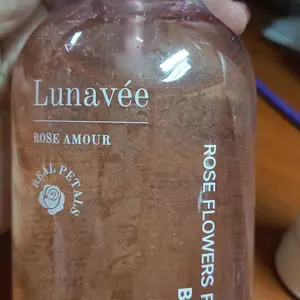 Lunavée
ROSE AMOUR
REAL PETALS
ROSE FLOWERS